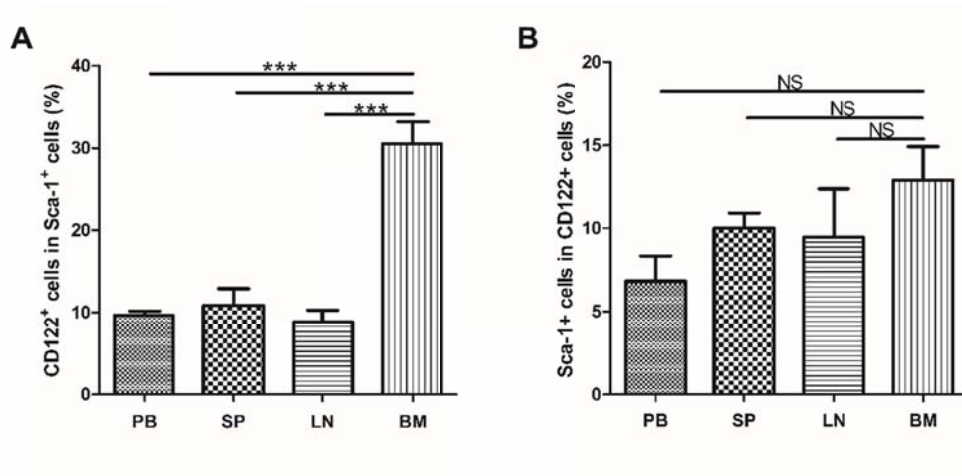 A
CD122+ cells in Sca-1+ cells (%)
40
30
20
10
0
***
***
***
PB SP LN BM
B
Sca-1+ cells in CD122+ cells (%)
20
15
10
5
0
NS
NS
NS
PB SP LN BM